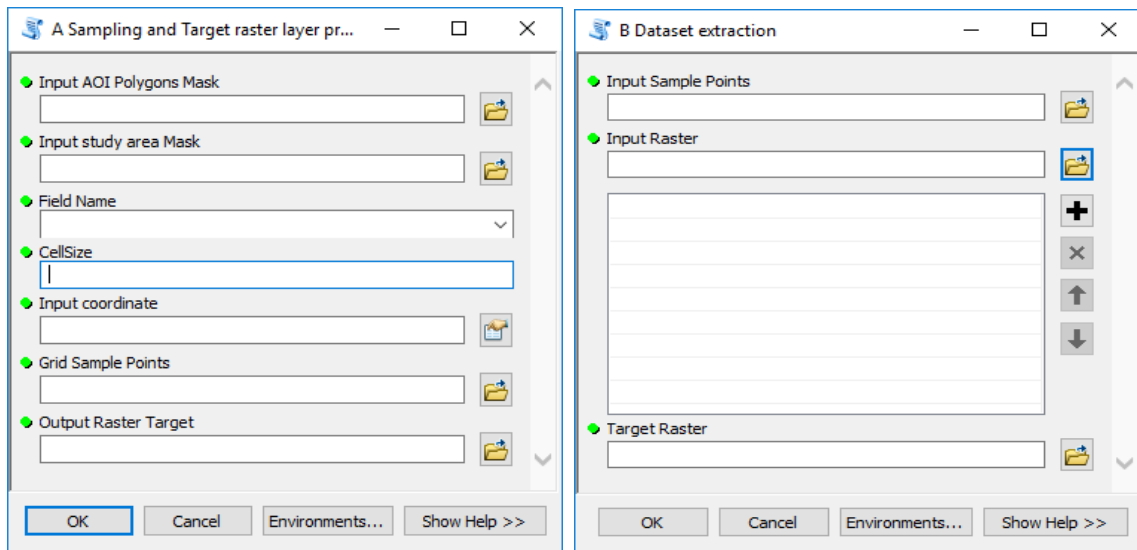 A Sampling and Target raster layer pr...
Input AOI Polygons Mask
Input study area Mask
Field Name
CellSize
Input coordinate
Grid Sample Points
Output Raster Target
OK
Cancel
Environments...
Show Help >>
B Dataset extraction
Input Sample Points
Input Raster
Target Raster
OK
Cancel
Environments...
Show Help >>